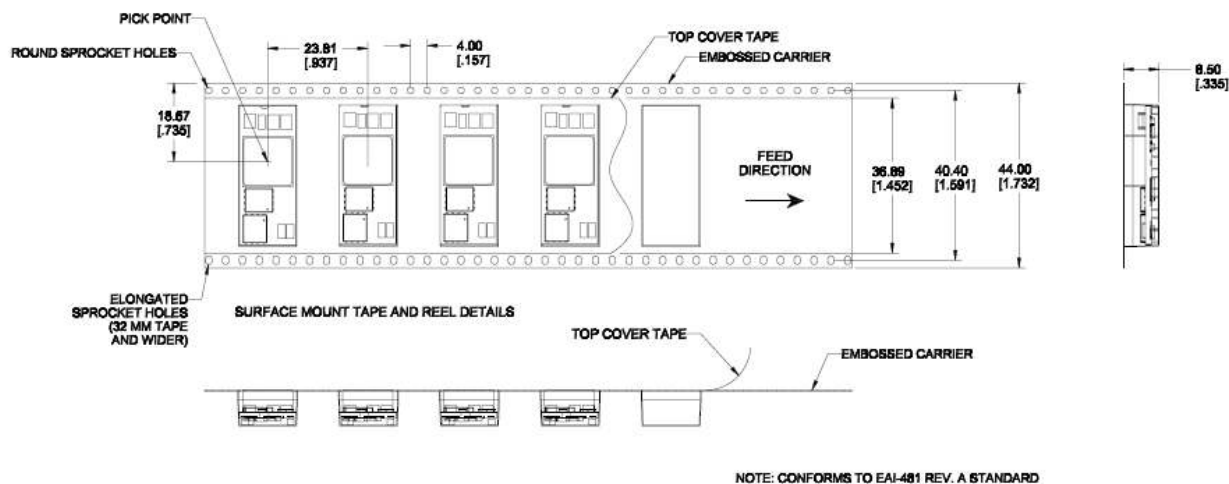 PICK POINT
ROUND SPROCKET HOLES
23.81
[.937]
4.00
[.157]
TOP COVER TAPE
EMBOSSED CARRIER
8.50
[.335]
18.67
[.735]
FEED
DIRECTION
36.89
[1.452]
40.40
[1.591]
44.00
[1.732]
ELONGATED
SPROCKET HOLES
(32 MM TAPE
AND WIDER)
SURFACE MOUNT TAPE AND REEL DETAILS
TOP COVER TAPE
EMBOSSED CARRIER
NOTE: CONFORMS TO EAI-481 REV. A STANDARD